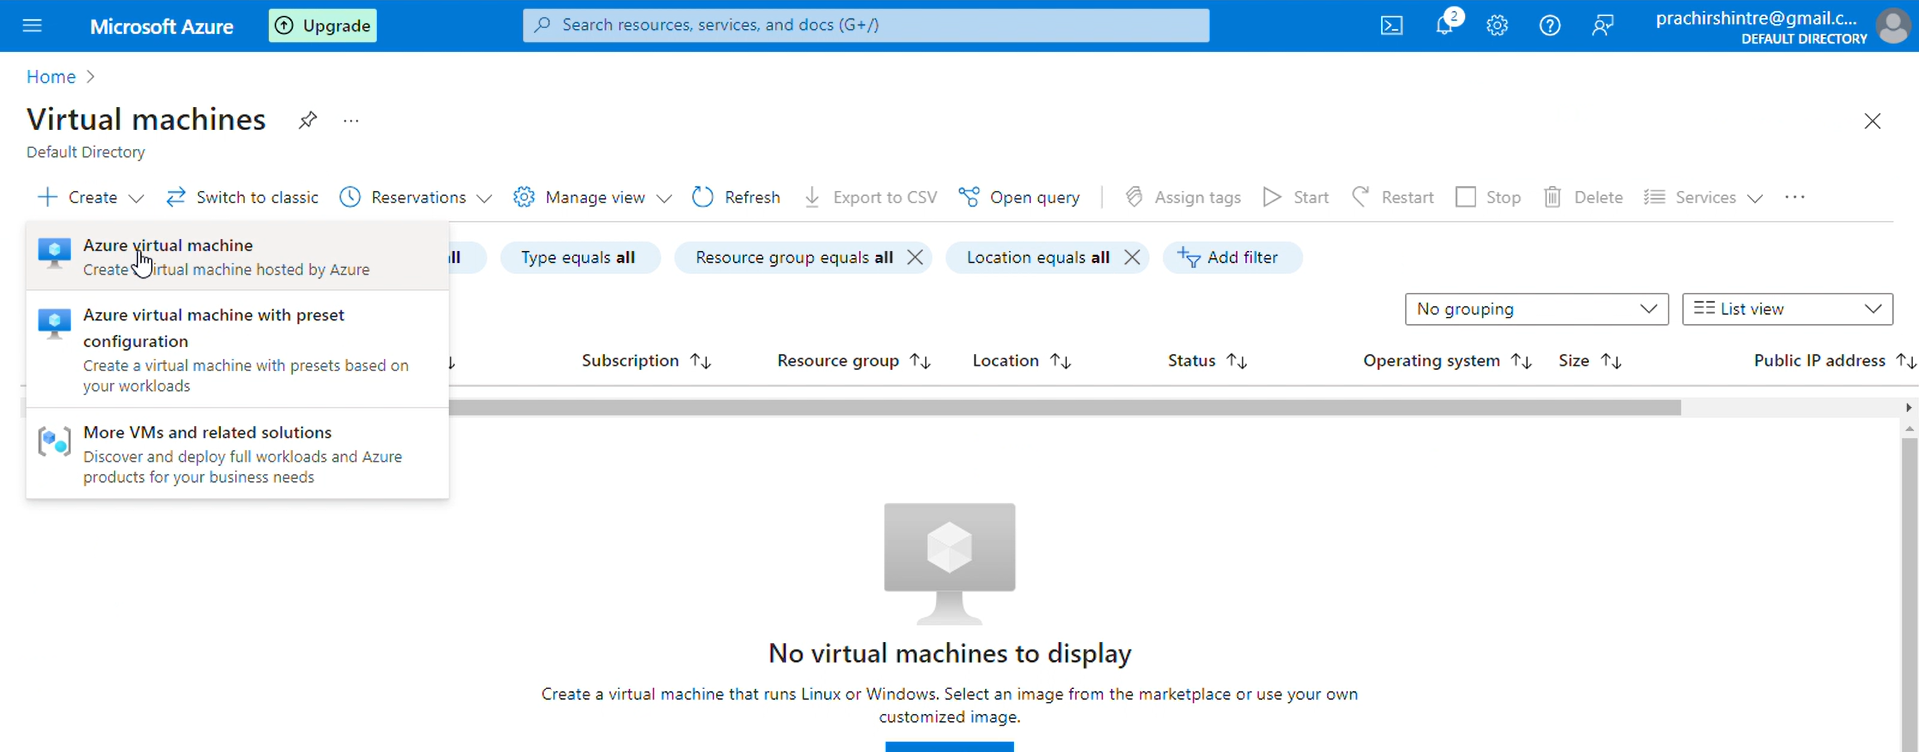 Microsoft Azure
Upgrade
Search resources, services, and docs (G+/)
2
prachirshintre@gmail.c...
DEFAULT DIRECTORY
Home
Virtual machines
...
Default Directory
Create
Switch to classic
Reservations
Manage view
Refresh
Export to CSV
Open query
Assign tags
Start
Restart
Stop
Delete
Services
...
Azure virtual machine
Create virtual machine hosted by Azure
Azure virtual machine with preset
configuration
Create a virtual machine with presets based on
your workloads
More VMs and related solutions
Discover and deploy full workloads and Azure
products for your business needs
Type equals all
Resource group equals all
Location equals all
Add filter
No grouping
List view
Subscription
Resource group
Location
Status
Operating system
Size
Public IP address
No virtual machines to display
Create a virtual machine that runs Linux or Windows. Select an image from the marketplace or use your own
customized image.